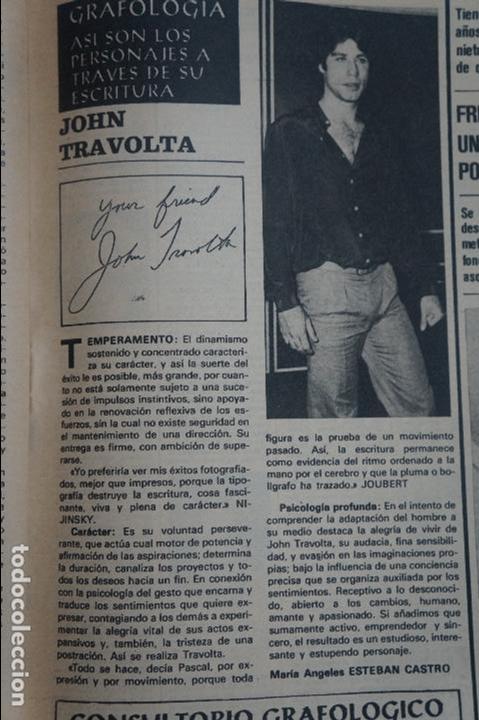 GRAFOLOGIA
ASI SON LOS
PERSONAJES A
TRAVES DE SU
ESCRITURA
JOHN
TRAVOLTA
your friend
John Travolta
TEMPERAMENTO: El dinamismo
sostenido y concentrado caracteri-
za su carácter, y así la suerte del
éxito le es posible, más grande, por cuan-
to no está solamente sujeto a una suce-
sión de impulsos instintivos, sino apoya-
do en la renovación reflexiva de los es-
fuerzos, sin la cual no existe seguridad en
el mantenimiento de una dirección. Su
entrega es firme, con ambición de supe-
rarse.
«Yo preferiría ver mis éxitos fotografia-
dos, mejor que impresos, porque la tipo-
grafía destruye la escritura, cosa fasci-
nante, viva y plena de carácter.» NI-
JINSKY.
Carácter: Es su voluntad perseve-
rante, que actúa cual motor de potencia y
afirmación de las aspiraciones; determina
la duración, canaliza los proyectos y to-
dos los deseos hacia un fin. En conexión
con la psicología del gesto que encarna y
traduce los sentimientos que quiere ex-
presar, contagiando a los demás a experi-
mentar la alegría vital de sus actos ex-
pansivos y, también, la tristeza de una
postración. Así se realiza Travolta.
«Todo se hace, decía Pascal, por ex-
presión y por movimiento, porque toda
figura es la prueba de un movimiento
pasado. Así, la escritura permanece
como evidencia del ritmo ordenado a la
mano por el cerebro y que la pluma o bo-
lígrafo ha trazado.» JOUBERT
Psicología profunda: En el intento de
comprender la adaptación del hombre a
su medio destaca la alegría de vivir de
John Travolta, su audacia, fina sensibili-
dad, y evasión en las imaginaciones pro-
pias; bajo la influencia de una conciencia
precisa que se organiza auxiliada por los
sentimientos. Receptivo a lo desconoci-
do, abierto a los cambios, humano,
amante y apasionado. Si añadimos que
sumamente activo, emprendedor y sin-
cero, el resultado es un estudioso, intere-
sante y estupendo personaje.
María Angeles ESTEBAN CASTRO
CONSULTORIO GRAFOLOGICO
Tien
años
niet
de c
FRI
UN
PO
Se
des
met
fon
aso
todocoleccion